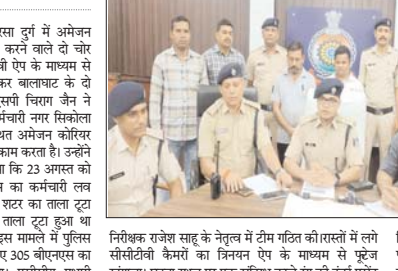 रसा दुर्ग में अमेजन
करने वाले दो चोर
वी ऐप के माध्यम से
कर बालाघाट के दो
सपी चिराग जैन ने
र्मचारी नगर सिकोला
थत अमेजन कोरियर
काम करता है। उन्होंने
ा कि 23 अगस्त को
का कर्मचारी लव
शटर का ताला टूटा
ताला टूटा हुआ था
इस मामले में पुलिस
ए 305 बीएनएस का
निरीक्षक राजेश साहू के नेतृत्व में टीम गठित की।रास्तों में लगे
सीसीटीवी कैमरों का त्रिनयन ऐप के माध्यम से फूटेज